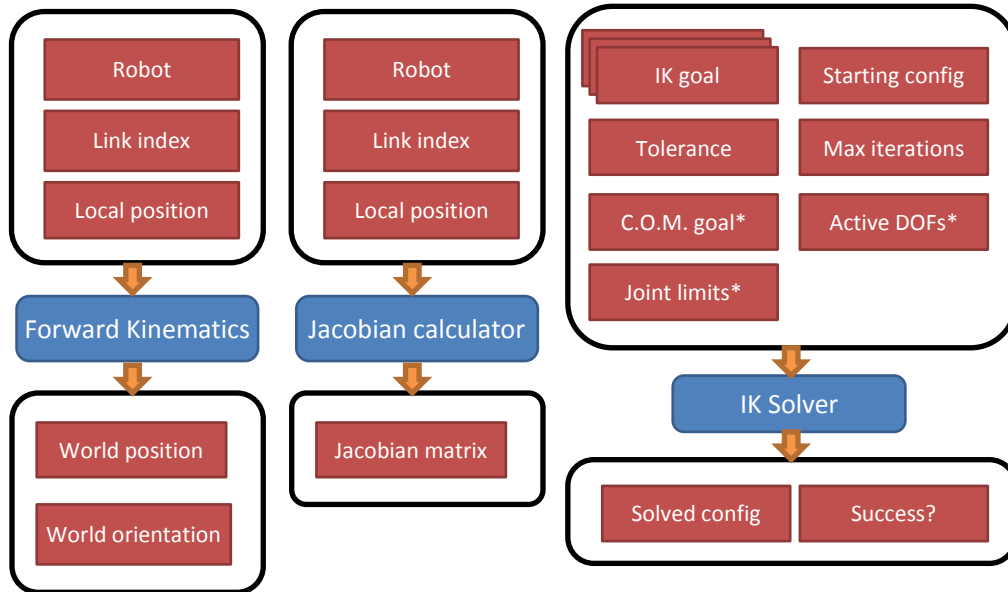 Robot
Link index
Local position
Forward Kinematics
World position
World orientation
Robot
Link index
Local position
Jacobian calculator
Jacobian matrix
IK goal
Starting config
Tolerance
Max iterations
C.O.M. goal*
Active DOFs*
Joint limits*
IK Solver
Solved config
Success?